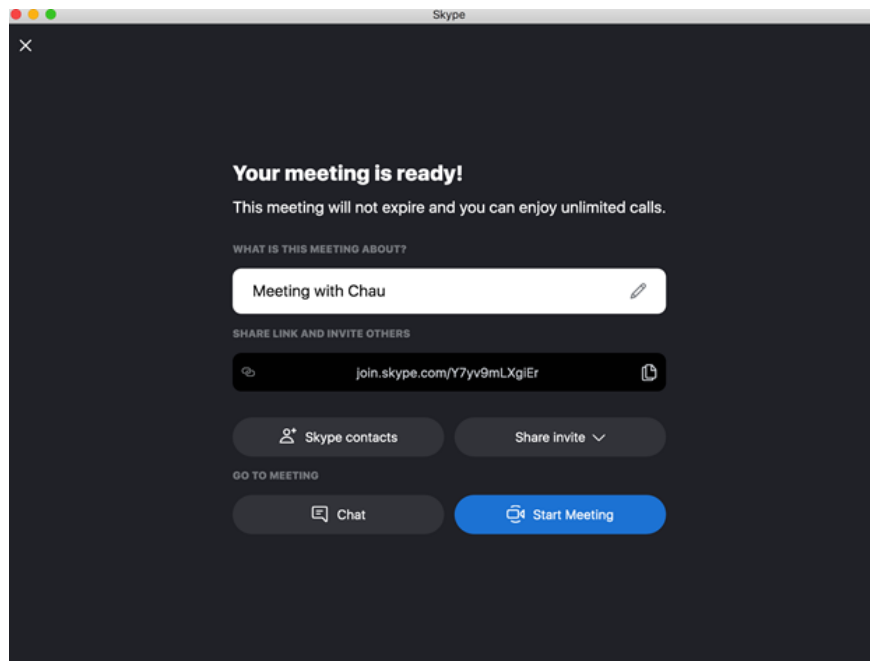 Skype
Your meeting is ready!
This meeting will not expire and you can enjoy unlimited calls.
WHAT IS THIS MEETING ABOUT?
Meeting with Chau
SHARE LINK AND INVITE OTHERS
join.skype.com/Y7yv9mLXgiEr
Skype contacts
Share invite
GO TO MEETING
Chat
Start Meeting